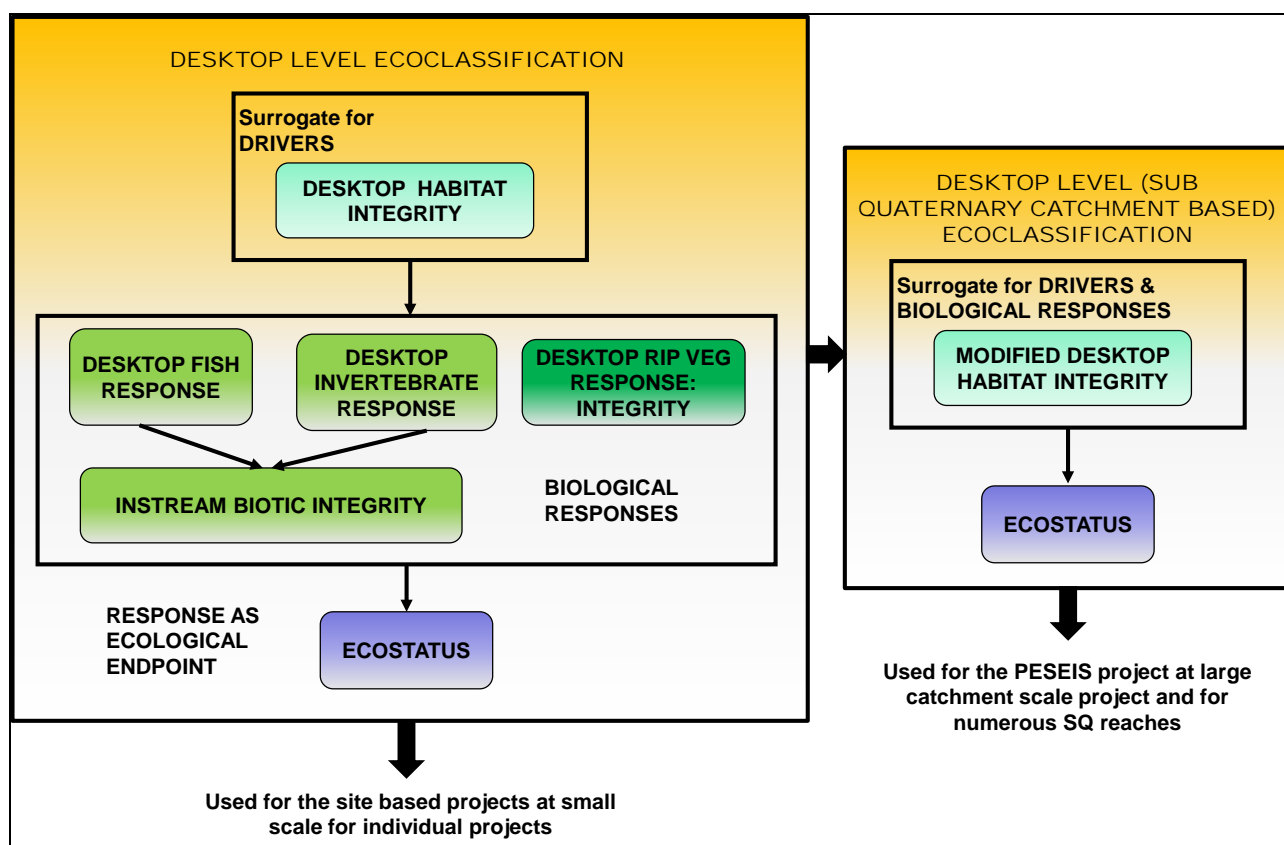 DESKTOP LEVEL ECOCLASSIFICATION
Surrogate for
DRIVERS
DESKTOP HABITAT
INTEGRITY
DESKTOP FISH
RESPONSE
DESKTOP
INVERTEBRATE
RESPONSE
DESKTOP RIP VEG
RESPONSE:
INTEGRITY
INSTREAM BIOTIC INTEGRITY
BIOLOGICAL
RESPONSES
RESPONSE AS
ECOLOGICAL
ENDPOINT
ECOSTATUS
Used for the site based projects at small
scale for individual projects
DESKTOP LEVEL (SUB
QUATERNARY CATCHMENT BASED)
ECOCLASSIFICATION
Surrogate for DRIVERS &
BIOLOGICAL RESPONSES
MODIFIED DESKTOP
HABITAT INTEGRITY
ECOSTATUS
Used for the PESEIS project at large
catchment scale project and for
numerous SQ reaches